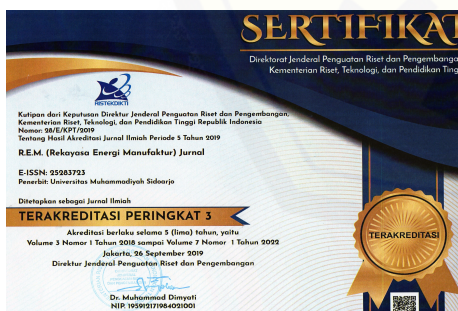 SERTIFIKAT
Direktorat Jenderal Penguatan Riset dan Pengembanga
Kementerian Riset, Teknologi, dan Pendidikan Ting
RISTEKDIKTI
Kutipan dari Keputusan Direktur Jenderal Penguatan Riset dan Pengembangan,
Kementerian Riset, Teknologi, dan Pendidikan Tinggi Republik Indonesia
Nomor: 28/E/KPT/2019
Tentang Hasil Akreditasi Jurnal Ilmiah Periode 5 Tahun 2019
R.E.M. (Rekayasa Energi Manufaktur) Jurnal
E-ISSN: 25283723
Penerbit: Universitas Muhammadiyah Sidoarjo
Ditetapkan sebagai Jurnal Ilmiah
TERAKREDITASI PERINGKAT 3
Akreditasi berlaku selama 5 (lima) tahun, yaitu
Volume 3 Nomor 1 Tahun 2018 sampai Volume 7 Nomor 1 Tahun 2022
Jakarta, 26 September 2019
Direktur Jenderal Penguatan Riset dan Pengembangan
Dr. Muhammad Dimyati
NIP. 195912171984021001
TERAKREDITASI